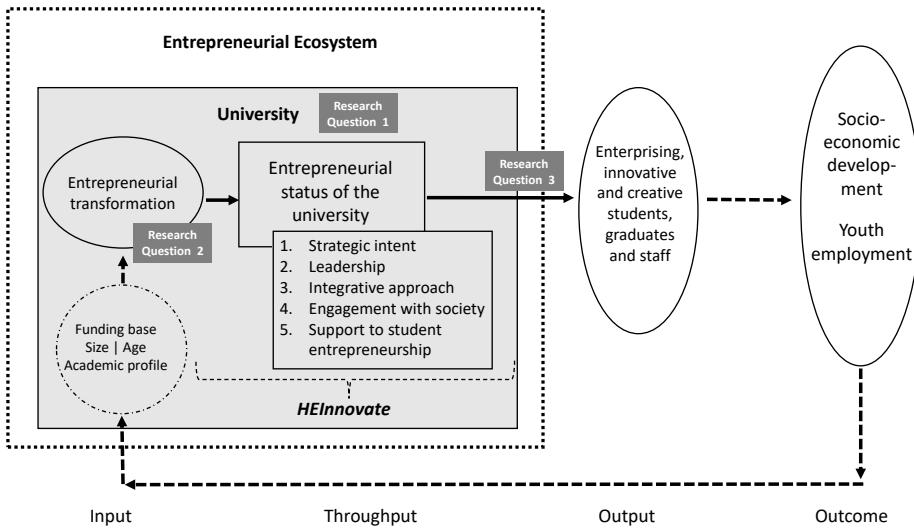 Entrepreneurial Ecosystem
University
Research
Question 1
Entrepreneurial
transformation
Research
Question 2
Entrepreneurial
status of the
university
1. Strategic intent
2. Leadership
3. Integrative approach
4. Engagement with society
5. Support to student
entrepreneurship
Research
Question 3
Funding base
Size | Age
Academic profile
HEInnovate
Enterprising,
innovative
and creative
students,
graduates
and staff
Socio-
economic
develop-
ment
Youth
employment
Input
Throughput
Output
Outcome